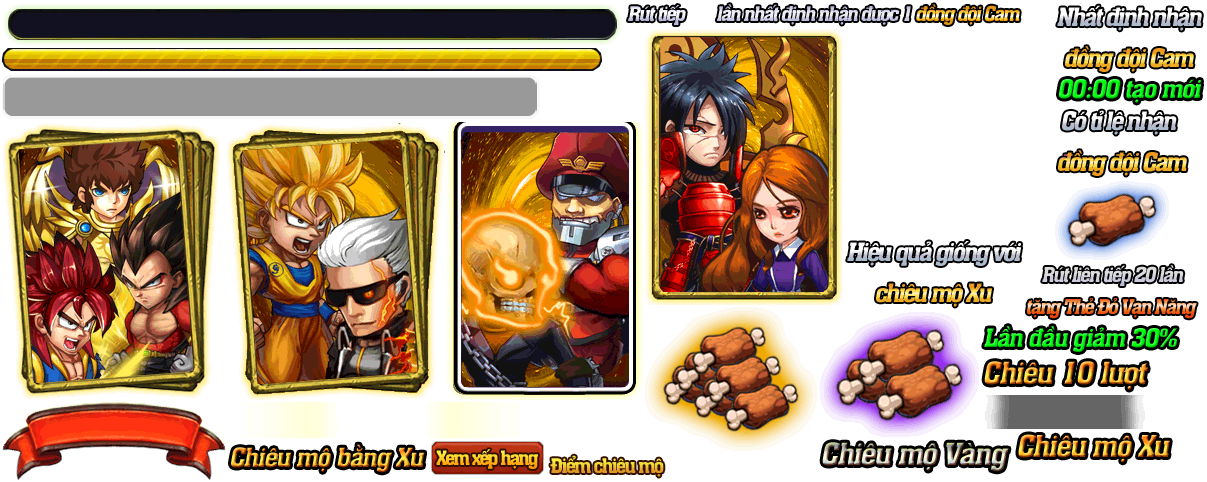 Rút tiếp
lần nhất định nhận được 1 đồng đội Cam
Nhất định nhận
đồng đội Cam
00:00 tạo mới
Có tỉ lệ nhận
đồng đội Cam
Hiệu quả giống với
chiêu mộ Xu
Rút liên tiếp 20 lần
tặng Thẻ Đỏ Vạn Năng
Lần đầu giảm 30%
Chiêu 10 lượt
Chiêu mộ bằng Xu
Xem xếp hạng
Điểm chiêu mộ
Chiêu mộ Vàng
Chiêu mộ Xu